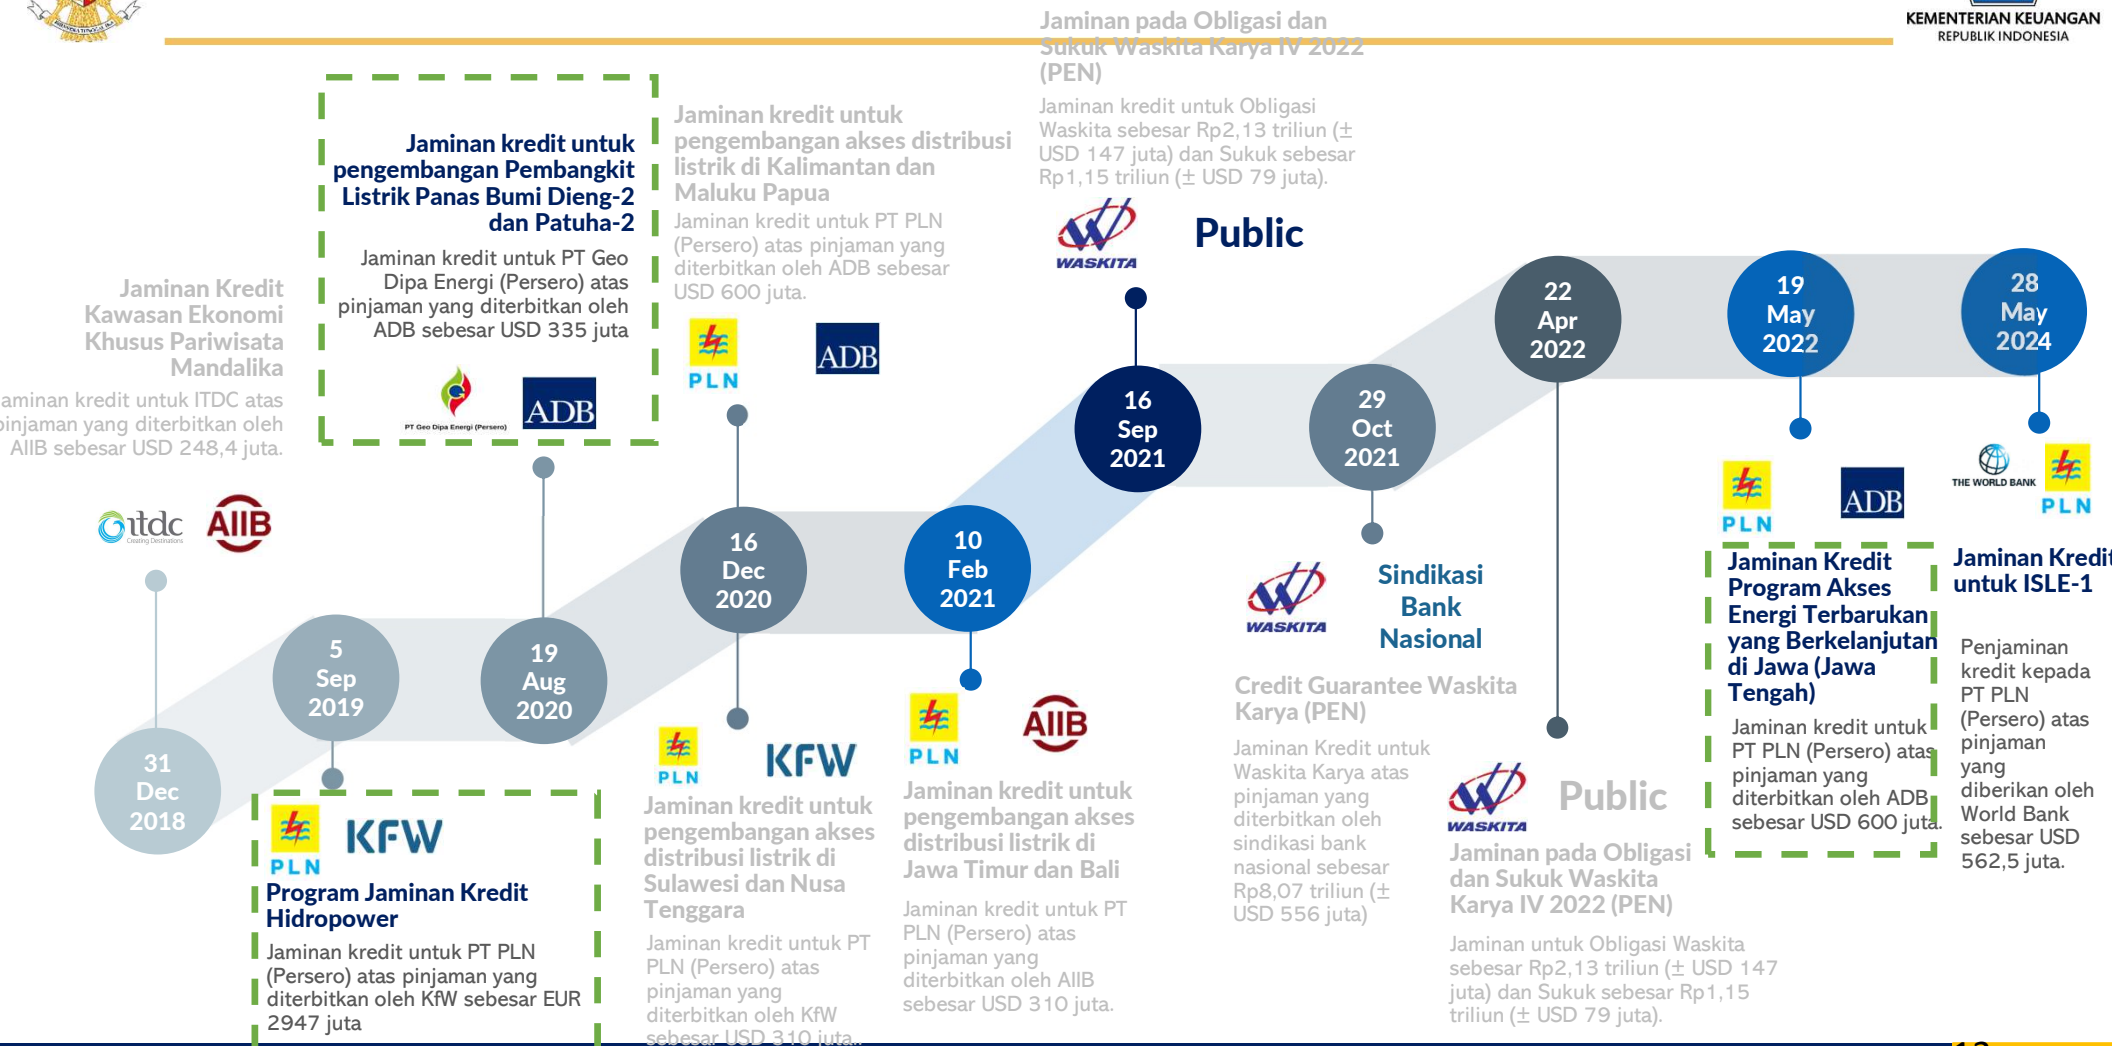 KEMENTERIAN KEUANGAN
REPUBLIK INDONESIA
Jaminan pada Obligasi dan
Sukuk Waskita Karya IV 2022
(PEN)
Jaminan kredit untuk Obligasi
Waskita sebesar Rp2,13 triliun (±
USD 147 juta) dan Sukuk sebesar
Rp1,15 triliun (± USD 79 juta).
WASKITA
Public
Jaminan kredit untuk
pengembangan Pembangkit
Listrik Panas Bumi Dieng-2
dan Patuha-2
Jaminan kredit untuk PT Geo
Dipa Energi (Persero) atas
pinjaman yang diterbitkan oleh
ADB sebesar USD 335 juta
PT Geo Dipa Energi (Persero)
ADB
Jaminan kredit untuk
pengembangan akses distribusi
listrik di Kalimantan dan
Maluku Papua
Jaminan kredit untuk PT PLN
(Persero) atas pinjaman yang
diterbitkan oleh ADB sebesar
USD 600 juta.
PLN
ADB
Jaminan Kredit
Kawasan Ekonomi
Khusus Pariwisata
Mandalika
aminan kredit untuk ITDC atas
pinjaman yang diterbitkan oleh
AIIB sebesar USD 248,4 juta.
itdc
Creating Destinations
AIIB
31
Dec
2018
5
Sep
2019
19
Aug
2020
16
Dec
2020
10
Feb
2021
16
Sep
2021
29
Oct
2021
22
Apr
2022
19
May
2022
28
May
2024
PLN
KFW
Program Jaminan Kredit
Hidropower
Jaminan kredit untuk PT PLN
(Persero) atas pinjaman yang
diterbitkan oleh KfW sebesar EUR
2947 juta
PLN
KFW
Jaminan kredit untuk
pengembangan akses
distribusi listrik di
Sulawesi dan Nusa
Tenggara
Jaminan kredit untuk PT
PLN (Persero) atas
pinjaman yang
diterbitkan oleh KfW
sebesar USD 310 juta..
PLN
AIIB
Jaminan kredit untuk
pengembangan akses
distribusi listrik di
Jawa Timur dan Bali
Jaminan kredit untuk PT
PLN (Persero) atas
pinjaman yang
diterbitkan oleh AIIB
sebesar USD 310 juta.
WASKITA
Sindikasi
Bank
Nasional
Credit Guarantee Waskita
Karya (PEN)
Jaminan Kredit untuk
Waskita Karya atas
pinjaman yang
diterbitkan oleh
sindikasi bank
nasional sebesar
Rp8,07 triliun (±
USD 556 juta)
WASKITA
Public
Jaminan pada Obligasi
dan Sukuk Waskita
Karya IV 2022 (PEN)
Jaminan untuk Obligasi Waskita
sebesar Rp2,13 triliun (± USD 147
juta) dan Sukuk sebesar Rp1,15
triliun (± USD 79 juta).
PLN
ADB
Jaminan Kredit
Program Akses
Energi Terbarukan
yang Berkelanjutan
di Jawa (Jawa
Tengah)
Jaminan kredit untuk
PT PLN (Persero) atas
pinjaman yang
diterbitkan oleh ADB
sebesar USD 600 juta.
THE WORLD BANK
PLN
Jaminan Kredit
untuk ISLE-1
Penjaminan
kredit kepada
PT PLN
(Persero) atas
pinjaman
yang
diberikan oleh
World Bank
sebesar USD
562,5 juta.